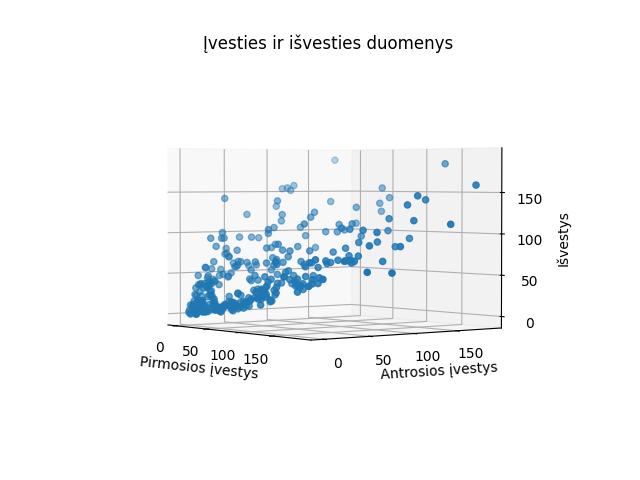 Įvesties ir išvesties duomenys
150
100
50
0
Išvestys
0 50 100 150
Pirmosios įvestys
0 50 100 150
Antrosios įvestys